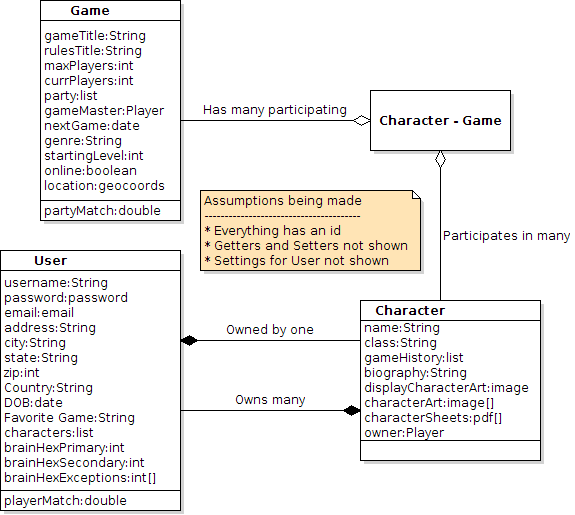 Game
gameTitle:String
rulesTitle:String
maxPlayers:int
currPlayers:int
party:list
gameMaster:Player
nextGame:date
genre:String
startingLevel:int
online:boolean
location:geocoords
partyMatch:double
Has many participating
Character - Game
Assumptions being made
---------------------------------------
* Everything has an id
* Getters and Setters not shown
* Settings for User not shown
Participates in many
User
username:String
password:password
email:email
address:String
city:String
state:String
zip:int
Country:String
DOB:date
Favorite Game:String
characters:list
brainHexPrimary:int
brainHexSecondary:int
brainHexExceptions:int[]
playerMatch:double
Owned by one
Owns many
Character
name:String
class:String
gameHistory:list
biography:String
displayCharacterArt:image
characterArt:image[]
characterSheets:pdf[]
owner:Player